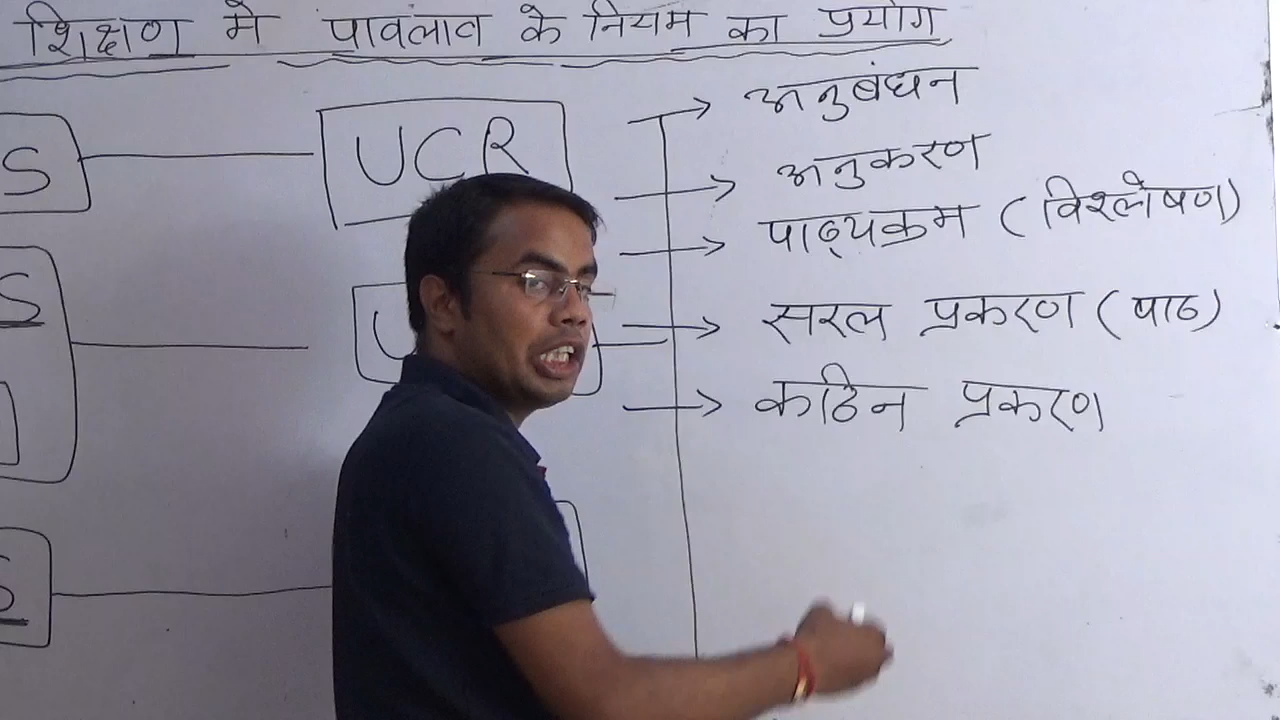 शिक्षण मे पावलाव के नियम का प्रयोग
S
UCR
S
U
S
अनुबंधन
अनुकरण
पाठ्यक्रम (विश्लेषण)
सरल प्रकरण (पाठ)
कठिन प्रकरण